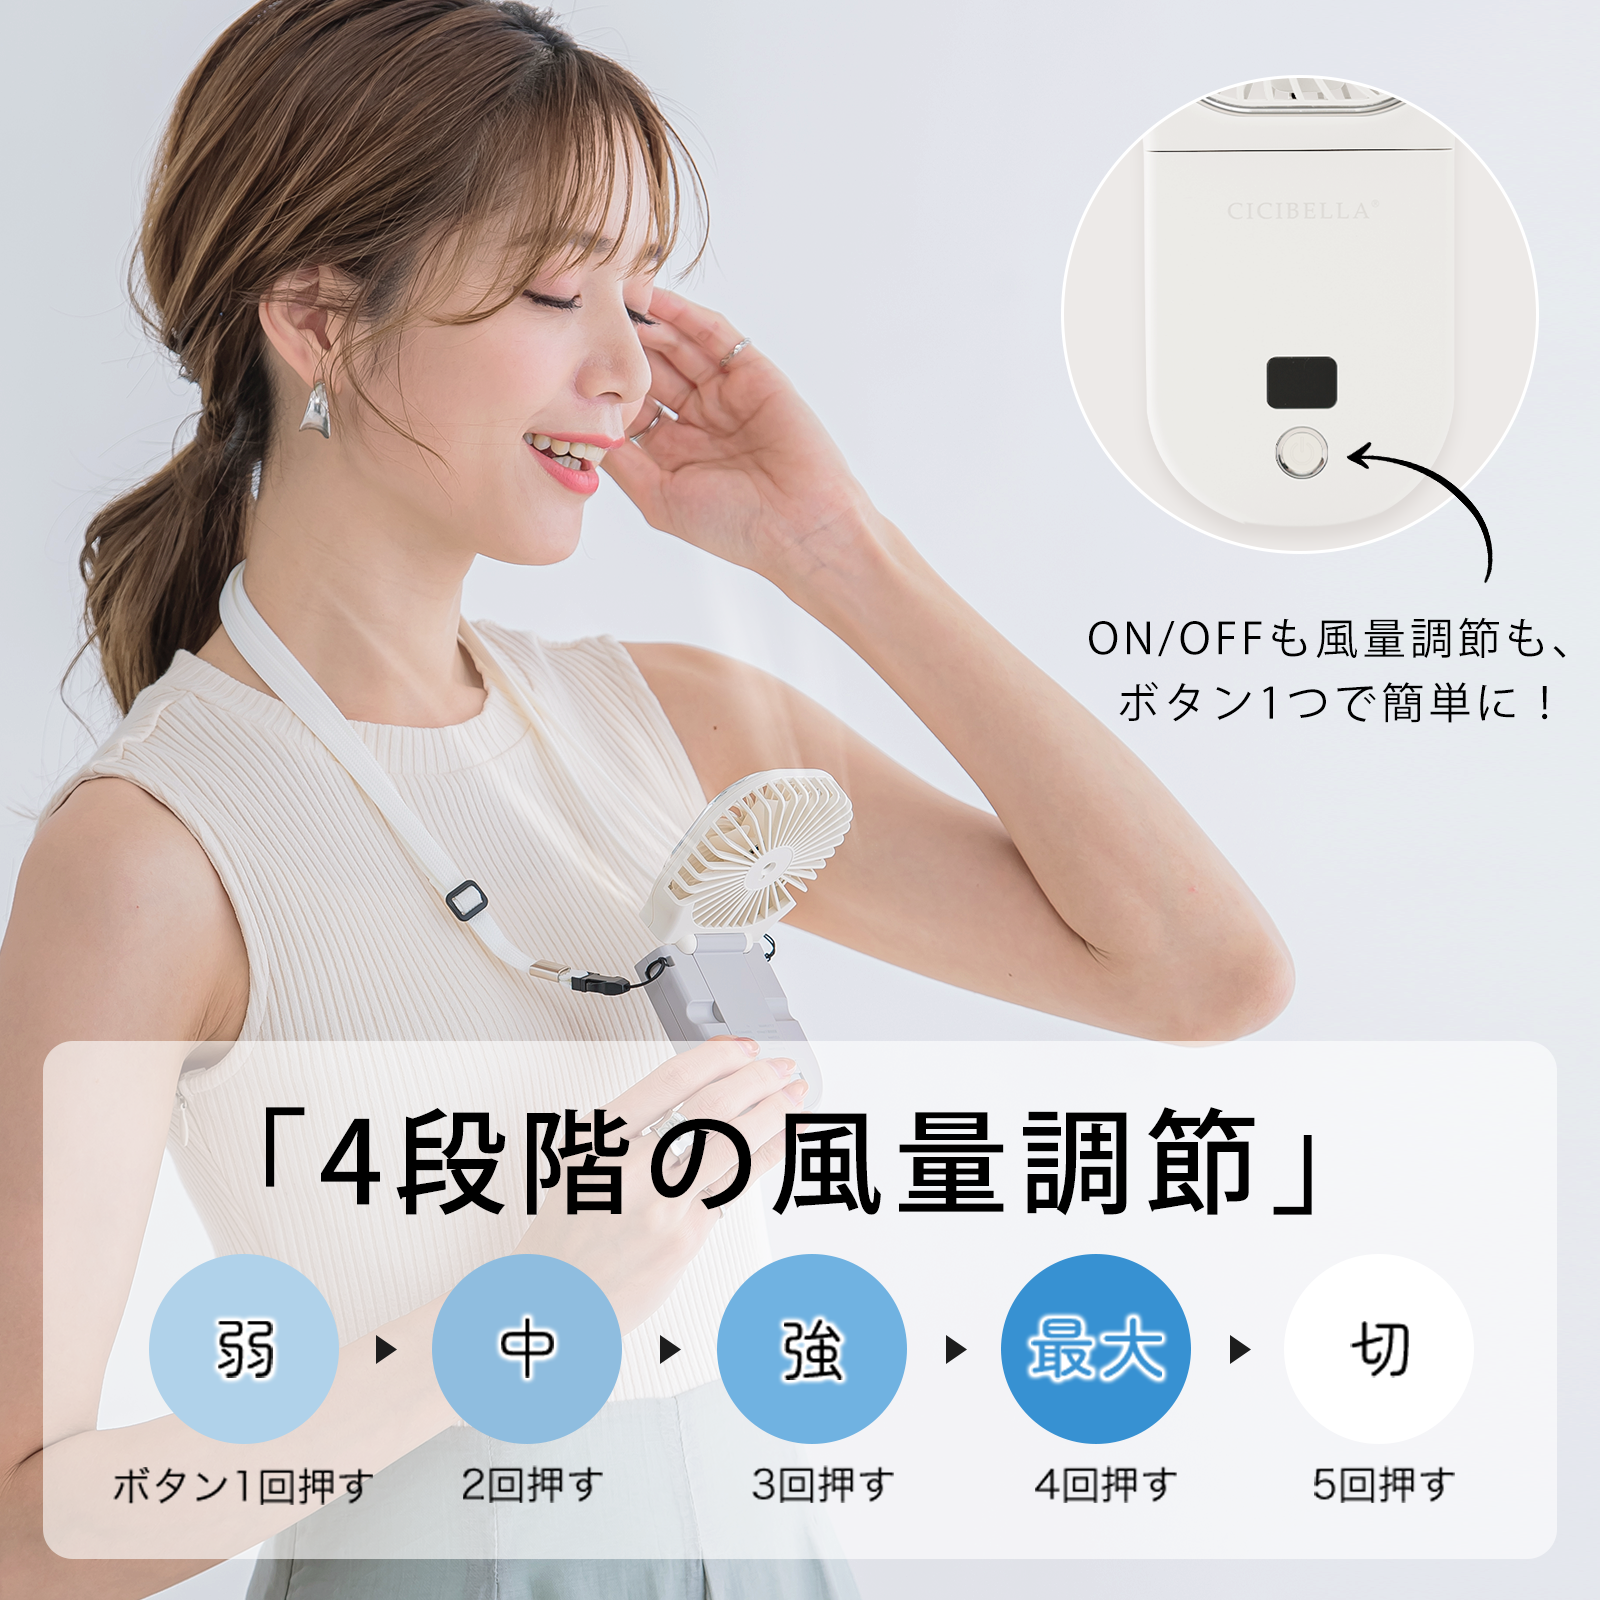 CICIBELLA®
ON/OFFも風量調節も、
ボタン1つで簡単に！
「4段階の風量調節」
弱
中
強
最大
切
ボタン1回押す
2回押す
3回押す
4回押す
5回押す